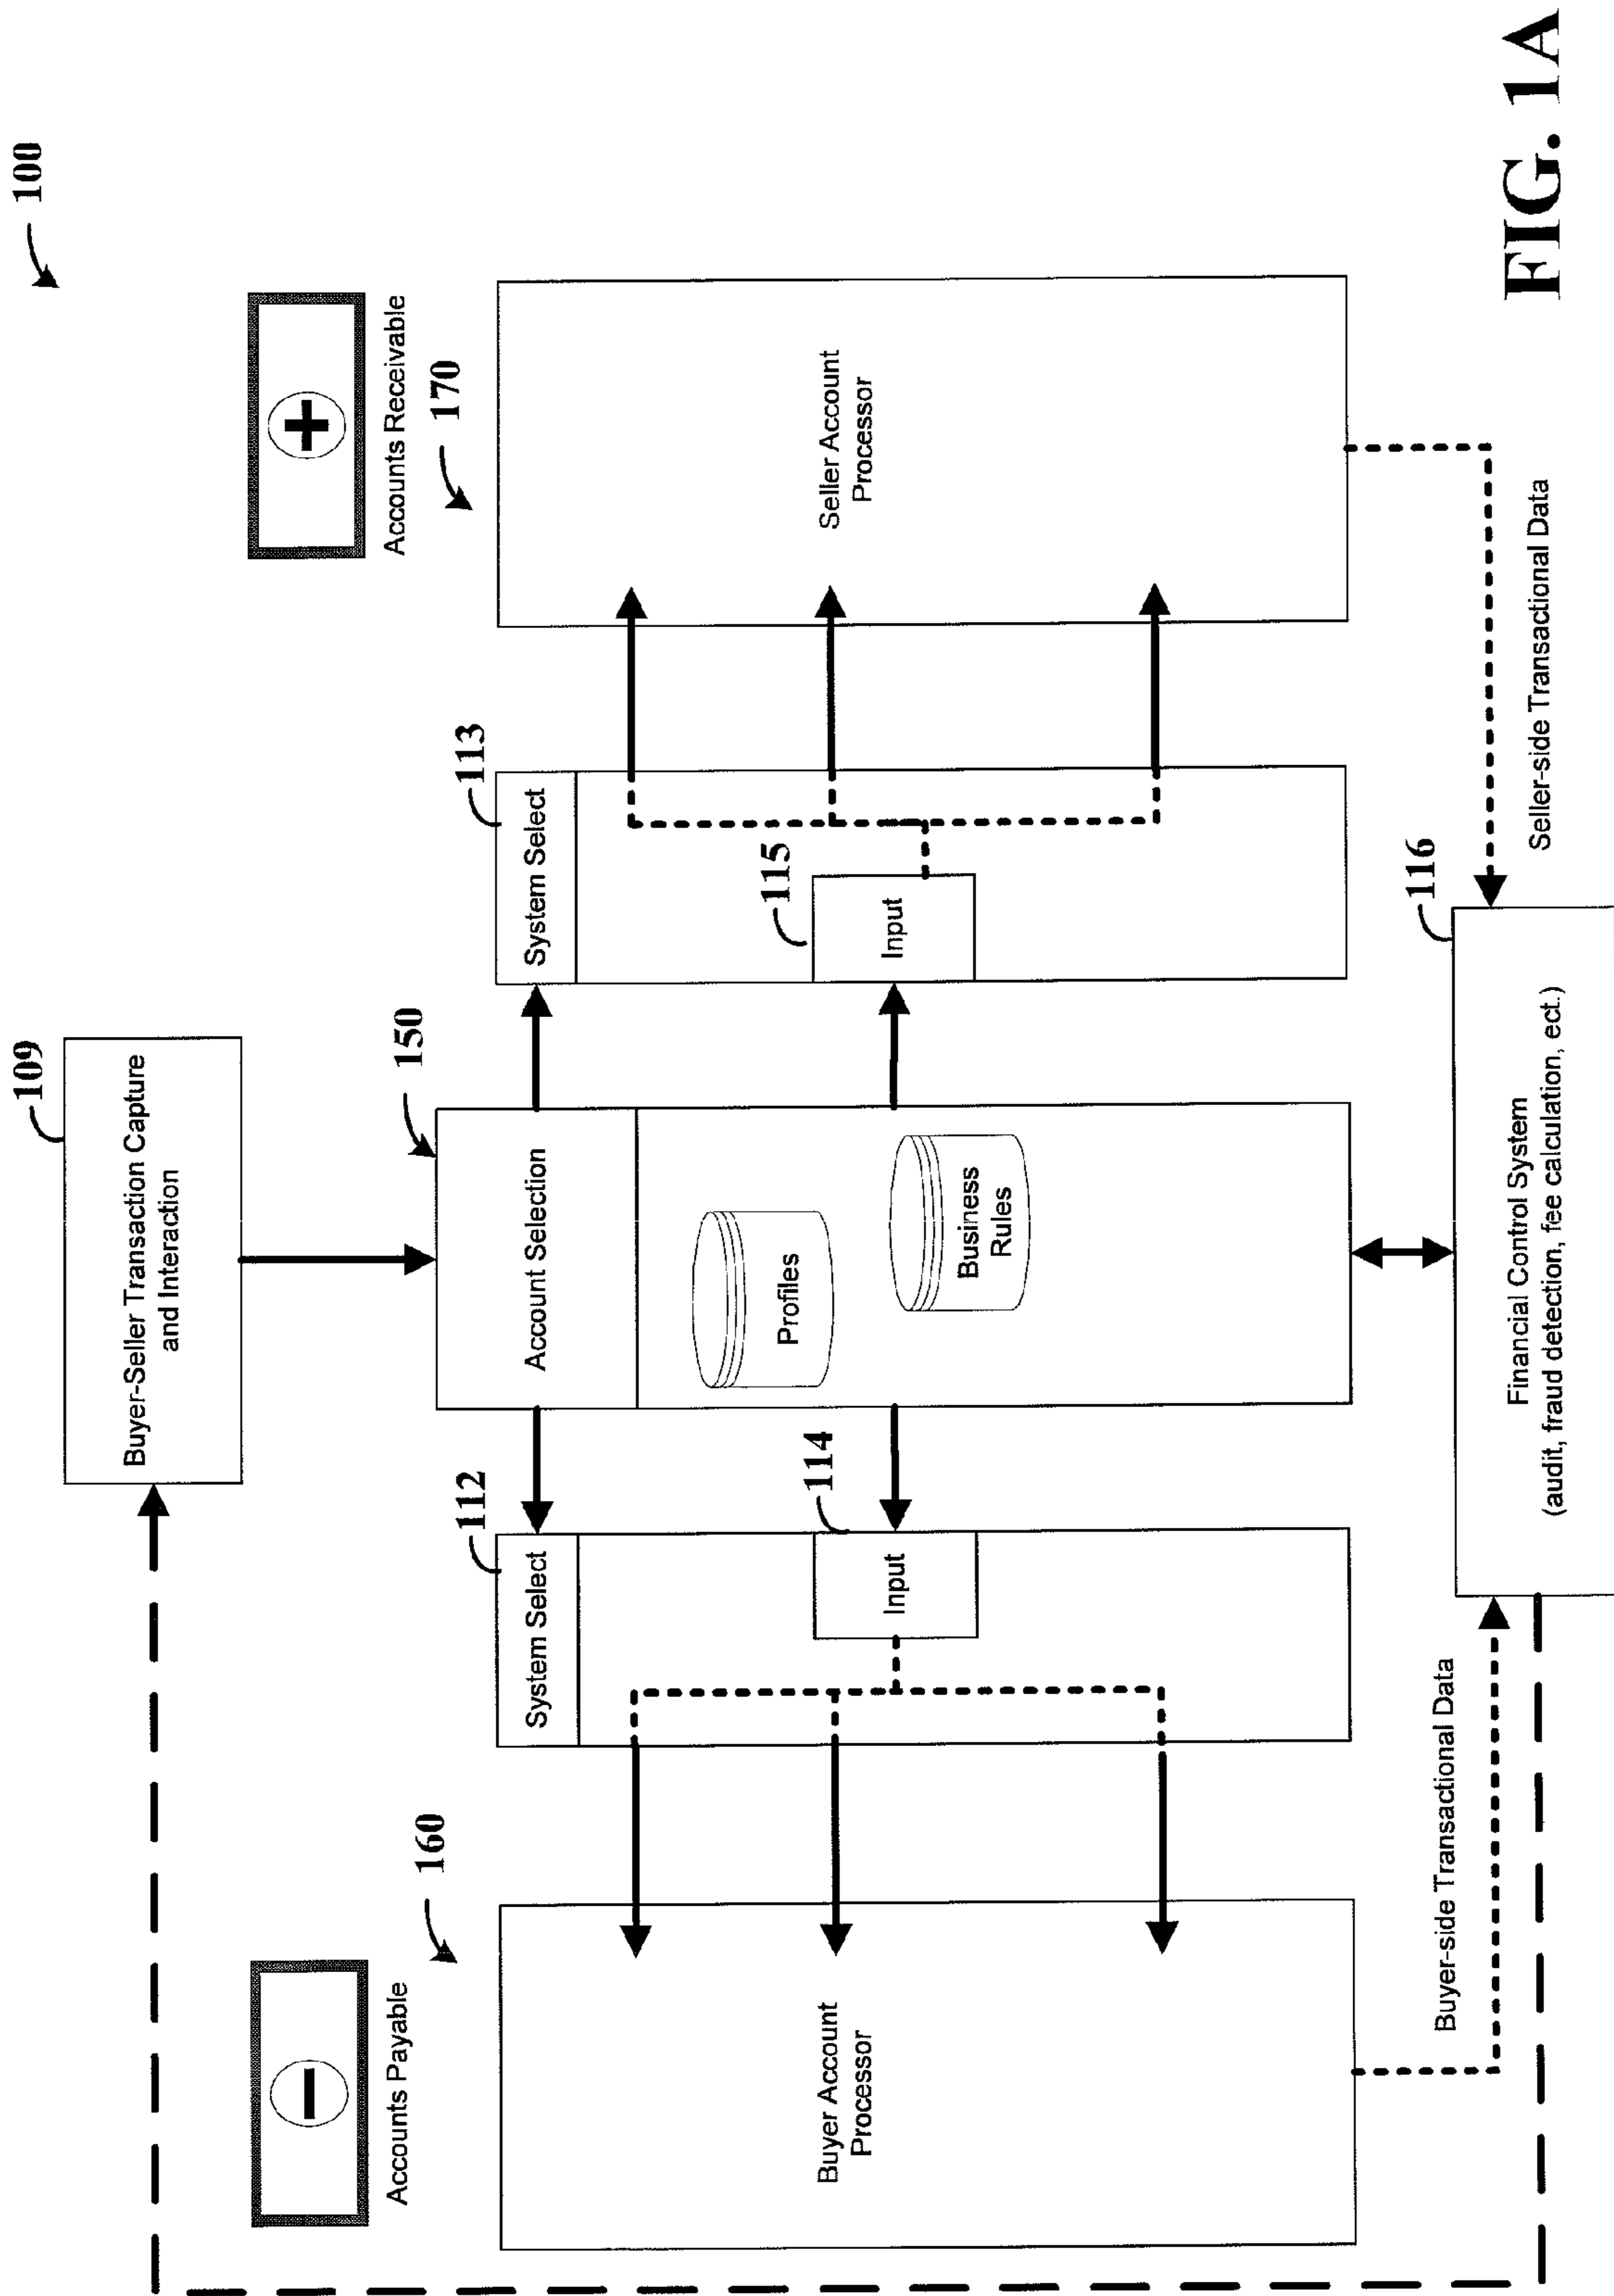 100
109
Buyer-Seller Transaction Capture
and Interaction
Accounts Payable
Accounts Receivable
160
112
150
113
170
System Select
Account Selection
System Select
Profiles
114
115
Buyer Account
Processor
Input
Business
Rules
Input
Seller Account
Processor
116
Buyer-side Transactional Data
Financial Control System
(audit, fraud detection, fee calculation, ect.)
Seller-side Transactional Data
FIG. 1A